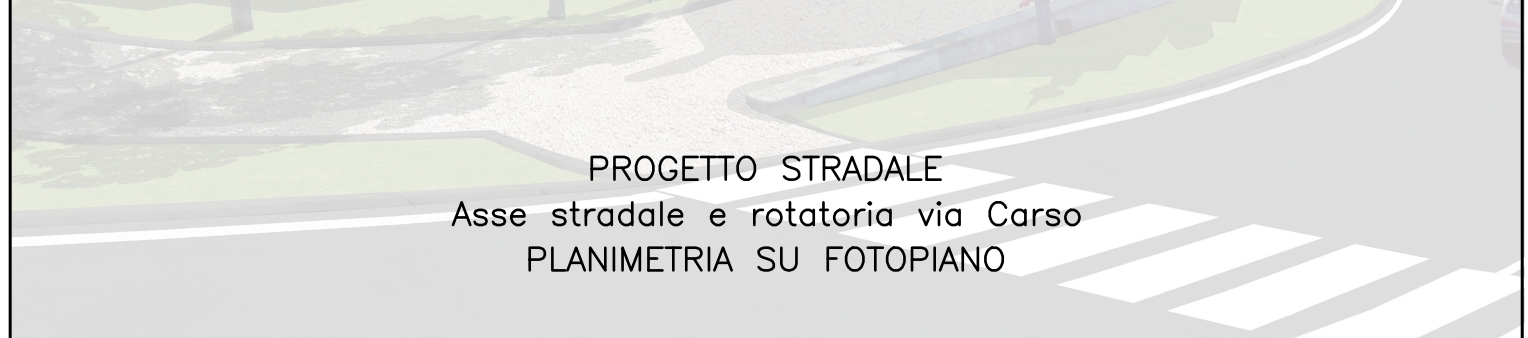 PROGETTO STRADALE
Asse stradale e rotatoria via Carso
PLANIMETRIA SU FOTOPIANO